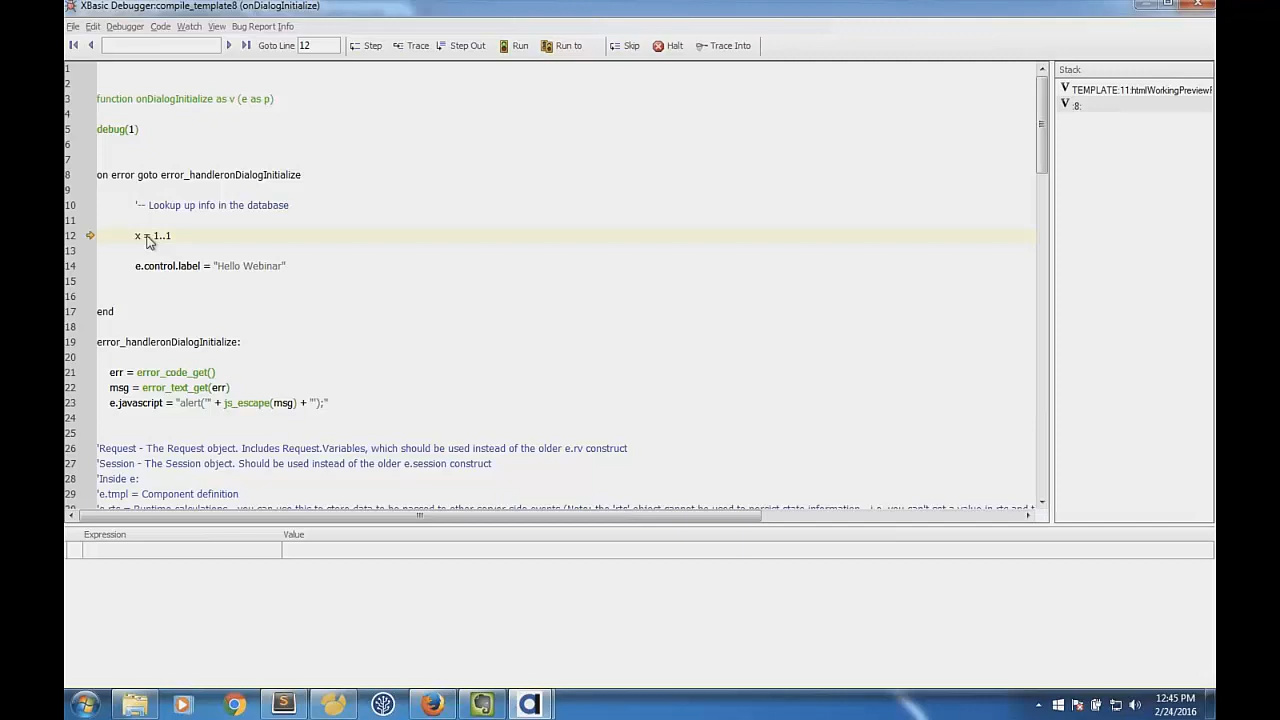 XBasic Debugger:compile_template8 (onDialogInitialize)
File Edit Debugger Code Watch View Bug Report Info
Goto Line 12 Step Trace Step Out Run Run to Skip Halt Trace Into
1
2
3 function onDialogInitialize as v (e as p)
4
5 debug(1)
6
7
8 on error goto error_handleronDialogInitialize
9
10 '-- Lookup up info in the database
11
12 x = 1..1
13
14 e.control.label = "Hello Webinar"
15
16
17 end
18
19 error_handleronDialogInitialize:
20
21 err = error_code_get()
22 msg = error_text_get(err)
23 e.javascript = "alert('" + js_escape(msg) + "');"
24
25
26 'Request - The Request object. Includes Request.Variables, which should be used instead of the older e.rv construct
27 'Session - The Session object. Should be used instead of the older e.session construct
28 'Inside e:
29 'e.tmpl = Component definition
Stack
TEMPLATE:11:htmlWorkingPreview
:8:
Expression Value
12:45 PM
2/24/2016